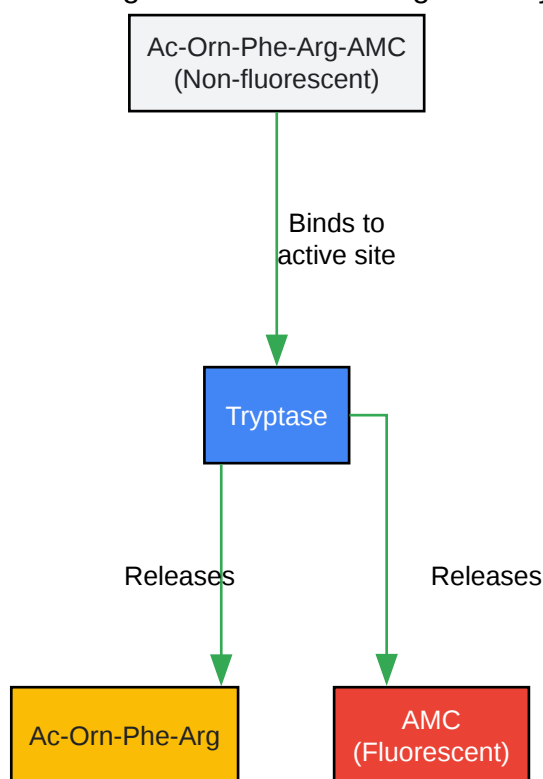 Ac-Orn-Phe-Arg-AMC
(Non-fluorescent)
Binds to
active site
Tryptase
Releases
Releases
Ac-Orn-Phe-Arg
AMC
(Fluorescent)